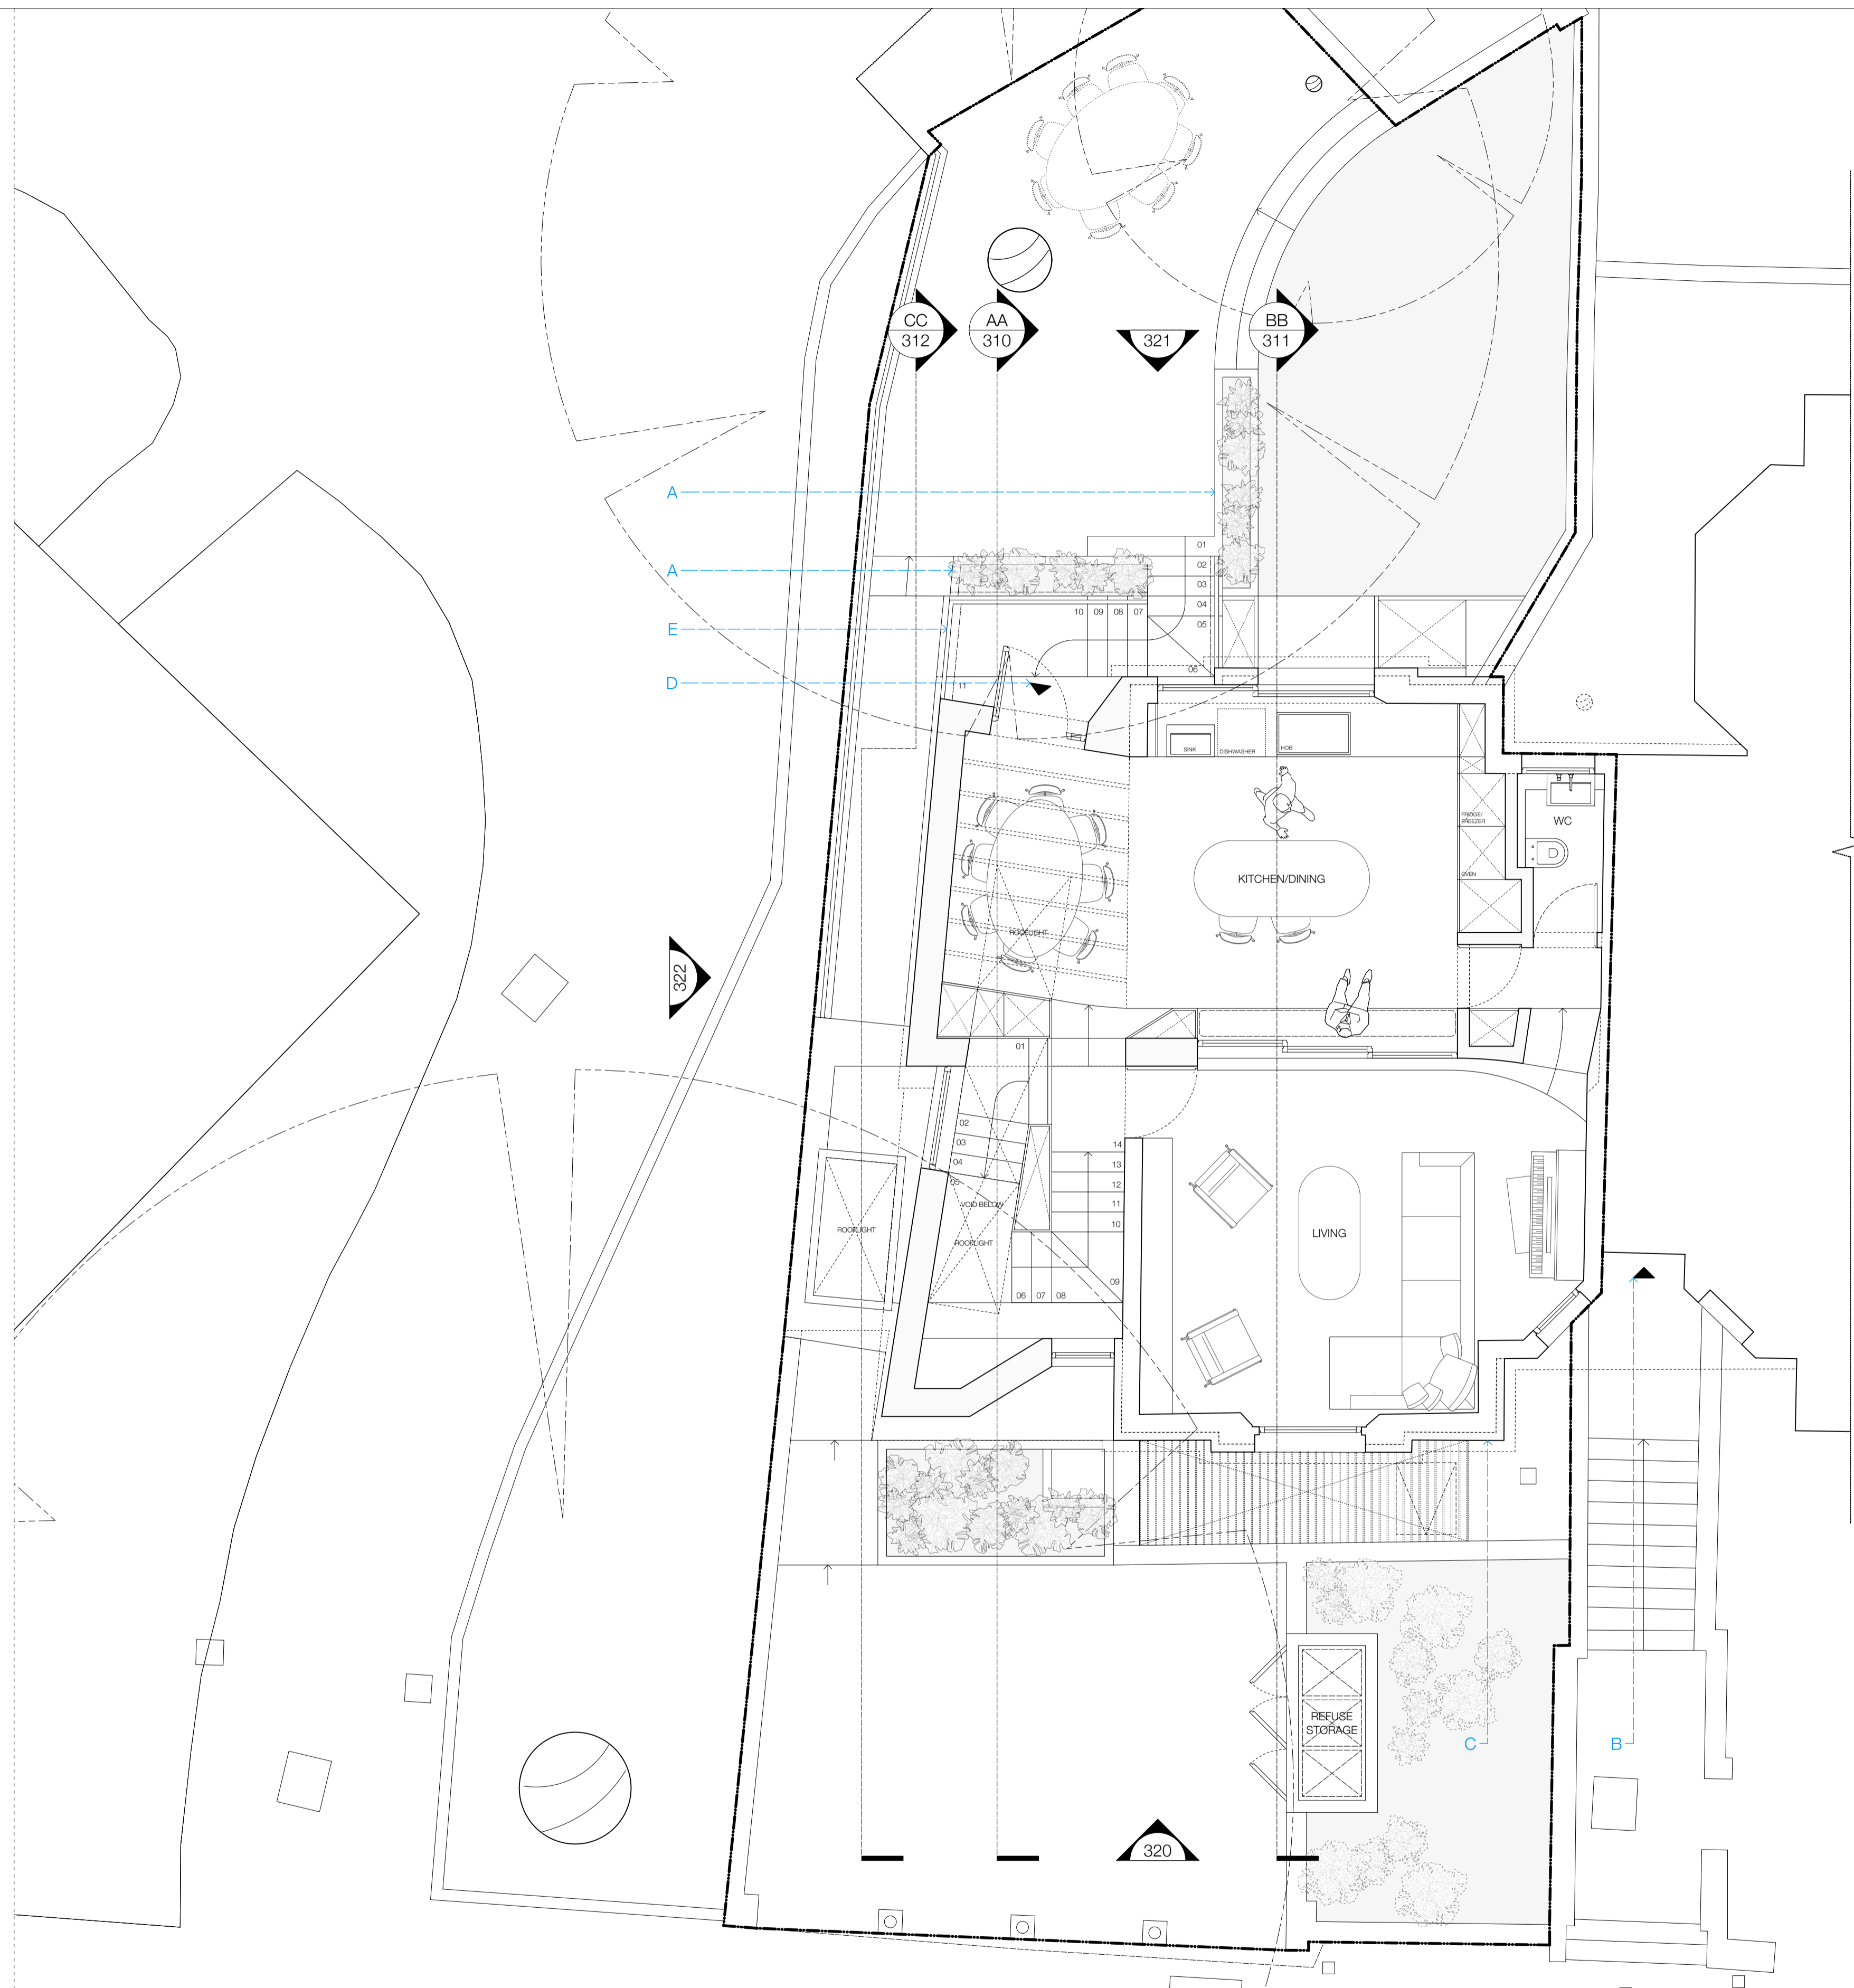 CC
312
AA
310
321
BB
311
A
01
02
A
03
04
10 09 08 07
05
E
06
D
11
SINK
DISHWASHER
HOB
FRIDGE/
FREEZER
WC
KITCHEN/DINING
OVEN
ROOFLIGHT
322
01
02
03
04
05
14
13
12
11
10
VOID BELOW
ROOFLIGHT
ROOFLIGHT
LIVING
09
06 07 08
REFUSE
STORAGE
C
B
320